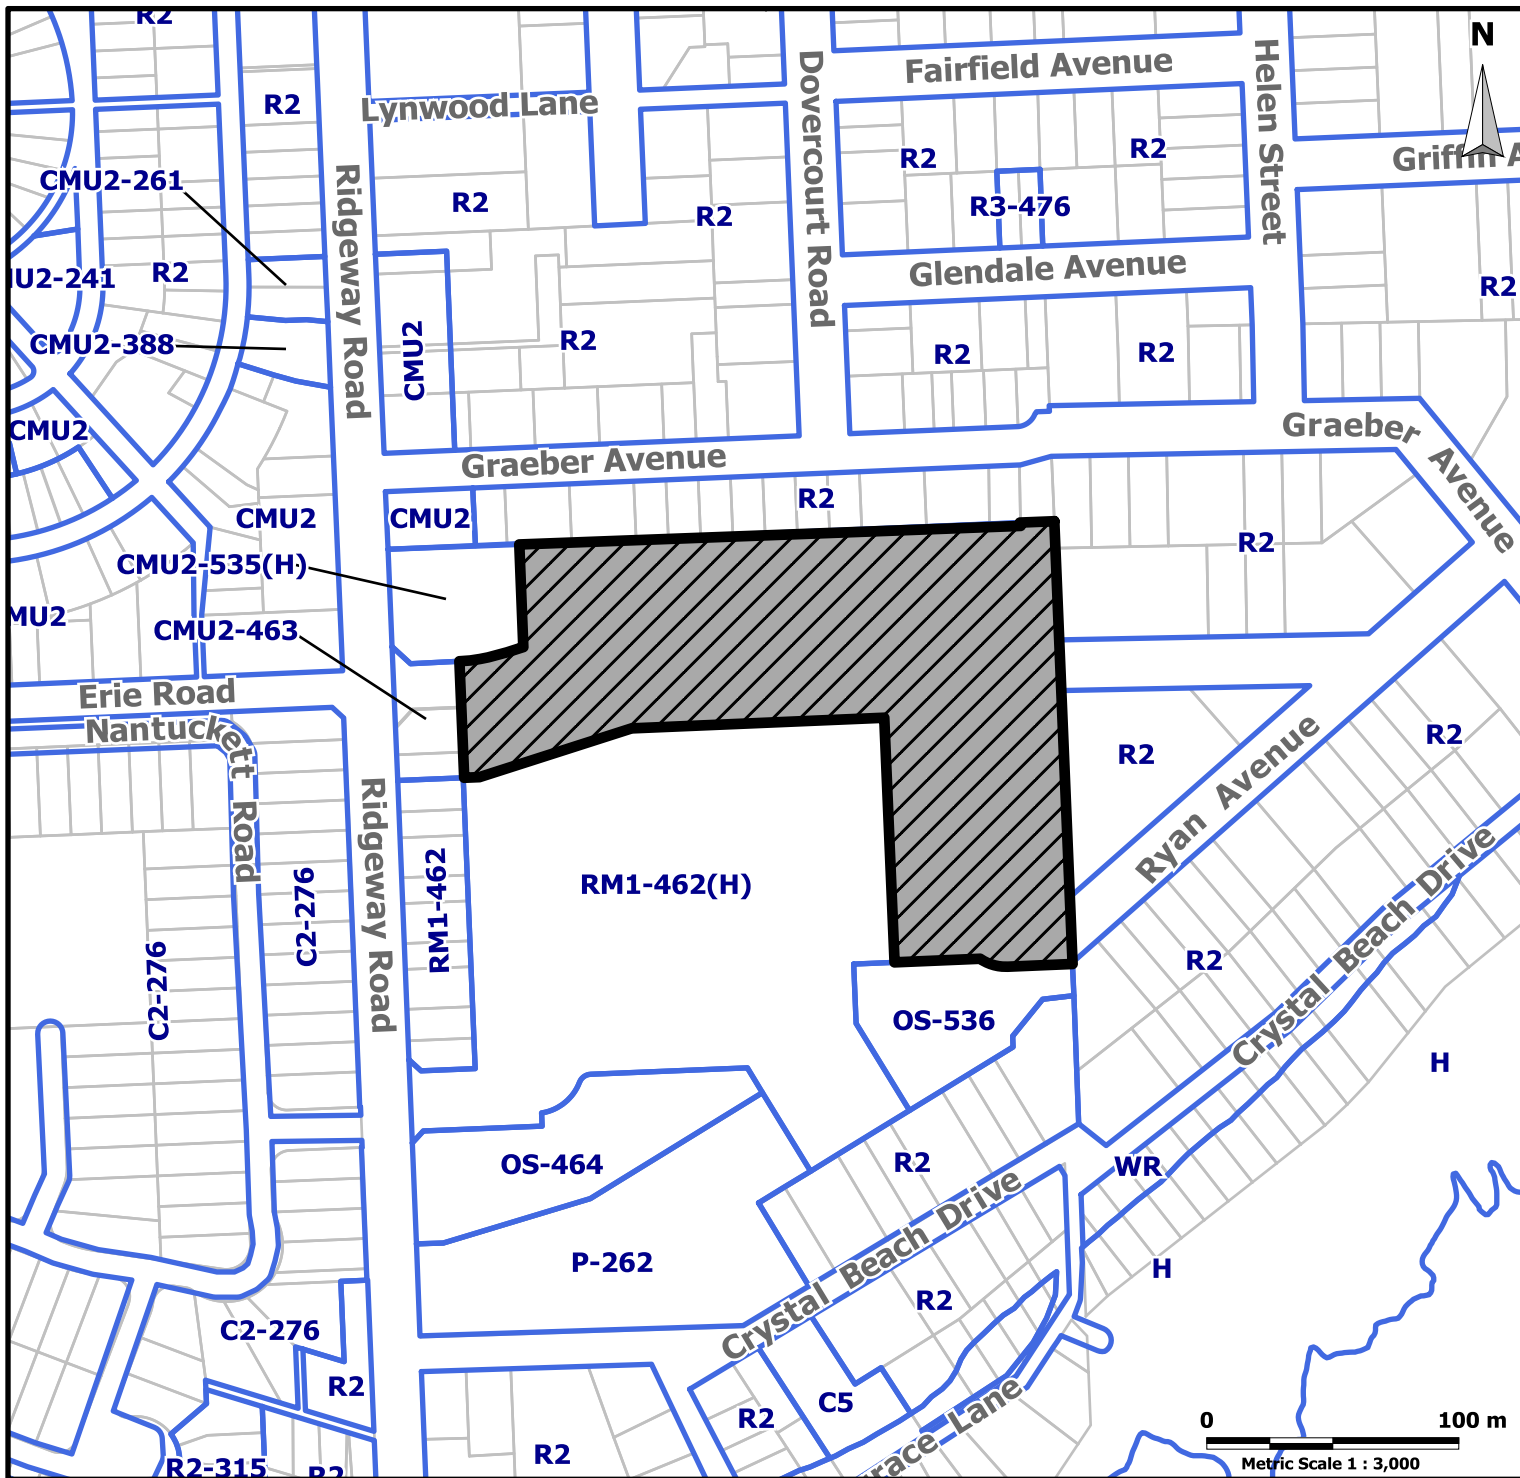 R2
N
Fairfield Avenue
Helen Street
Dovercourt Road
Lynwood Lane
R2
R2
R2
Griffin A
CMU2-261
Ridgeway Road
R2
R2
R3-476
IU2-241
R2
Glendale Avenue
R2
CMU2-388
CMU2
R2
R2
R2
CMU2
Graeber Avenue
Graeber Avenue
R2
CMU2
CMU2
R2
CMU2-535(H)
MU2
CMU2-463
Erie Road
Nantuckett Road
R2
R2
Ryan Avenue
Ridgeway Road
C2-276
RM1-462
RM1-462(H)
C2-276
R2
Crystal Beach Drive
OS-536
H
OS-464
R2
WR
P-262
Crystal Beach Drive
H
R2
C2-276
R2
C5
R2
race Lane
R2
R2-315
R2
0 100 m
Metric Scale 1 : 3,000